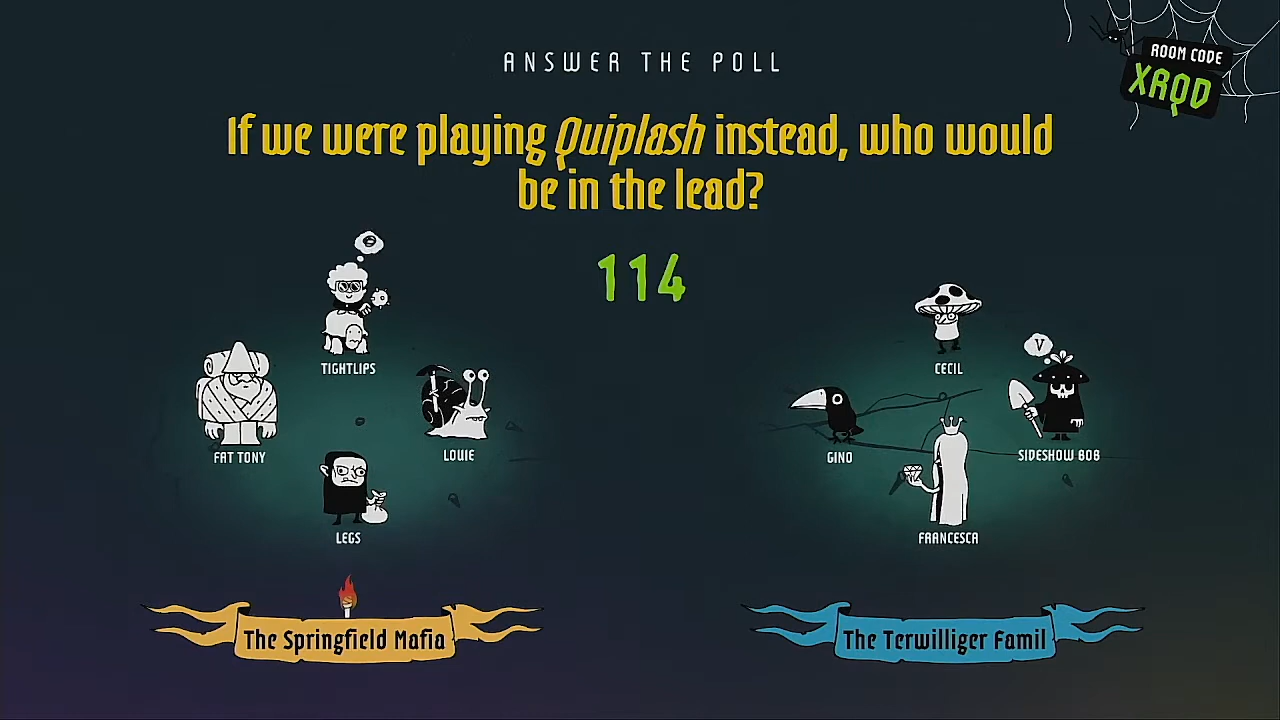 ANSWER THE POLL
ROOM CODE
XRQD
If we were playing Quiplash instead, who would
be in the lead?
114
TIGHTLIPS
FAT TONY
LOUIE
LEGS
CECIL
V
GINO
SIDESHOW BOB
FRANCESCA
The Springfield Mafia
The Terwilliger Famil